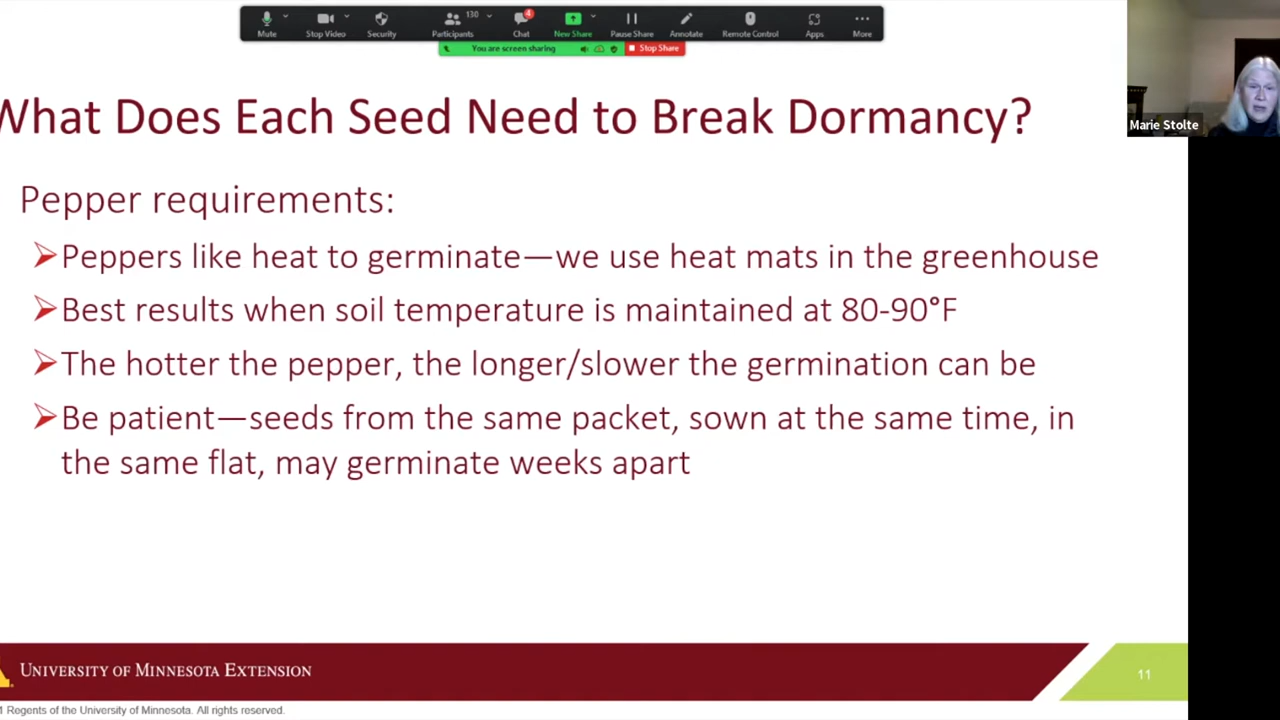 130
4
Mute
Stop Video
Security
Participants
Chat
New Share
Pause Share
Annotate
Remote Control
Apps
More
You are screen sharing
Stop Share
Marie Stolte
What Does Each Seed Need to Break Dormancy?
Pepper requirements:
Peppers like heat to germinate—we use heat mats in the greenhouse
Best results when soil temperature is maintained at 80-90°F
The hotter the pepper, the longer/slower the germination can be
Be patient—seeds from the same packet, sown at the same time, in
the same flat, may germinate weeks apart
University of Minnesota Extension
11
Regents of the University of Minnesota. All rights reserved.